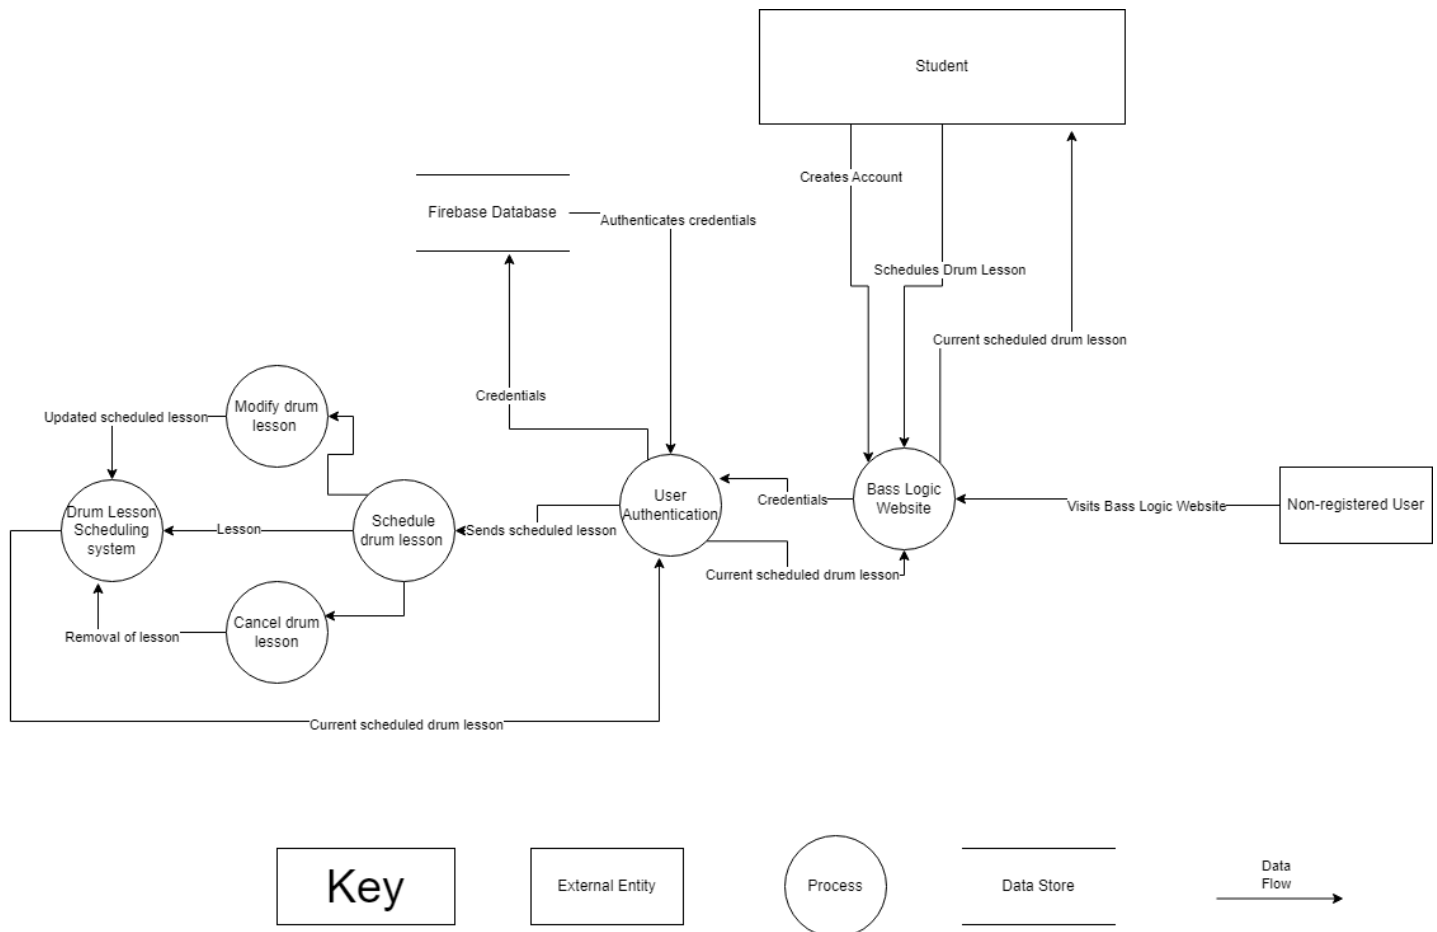 Student
Creates Account
Firebase Database
Authenticates credentials
Schedules Drum Lesson
Current scheduled drum lesson
Credentials
Modify drum
lesson
Updated scheduled lesson
User
Authentication
Credentials
Bass Logic
Website
Visits Bass Logic Website
Non-registered User
Drum Lesson
Scheduling
system
Lesson
Schedule
drum lesson
Sends scheduled lesson
Current scheduled drum lesson
Cancel drum
lesson
Removal of lesson
Current scheduled drum lesson
Key
External Entity
Process
Data Store
Data
Flow